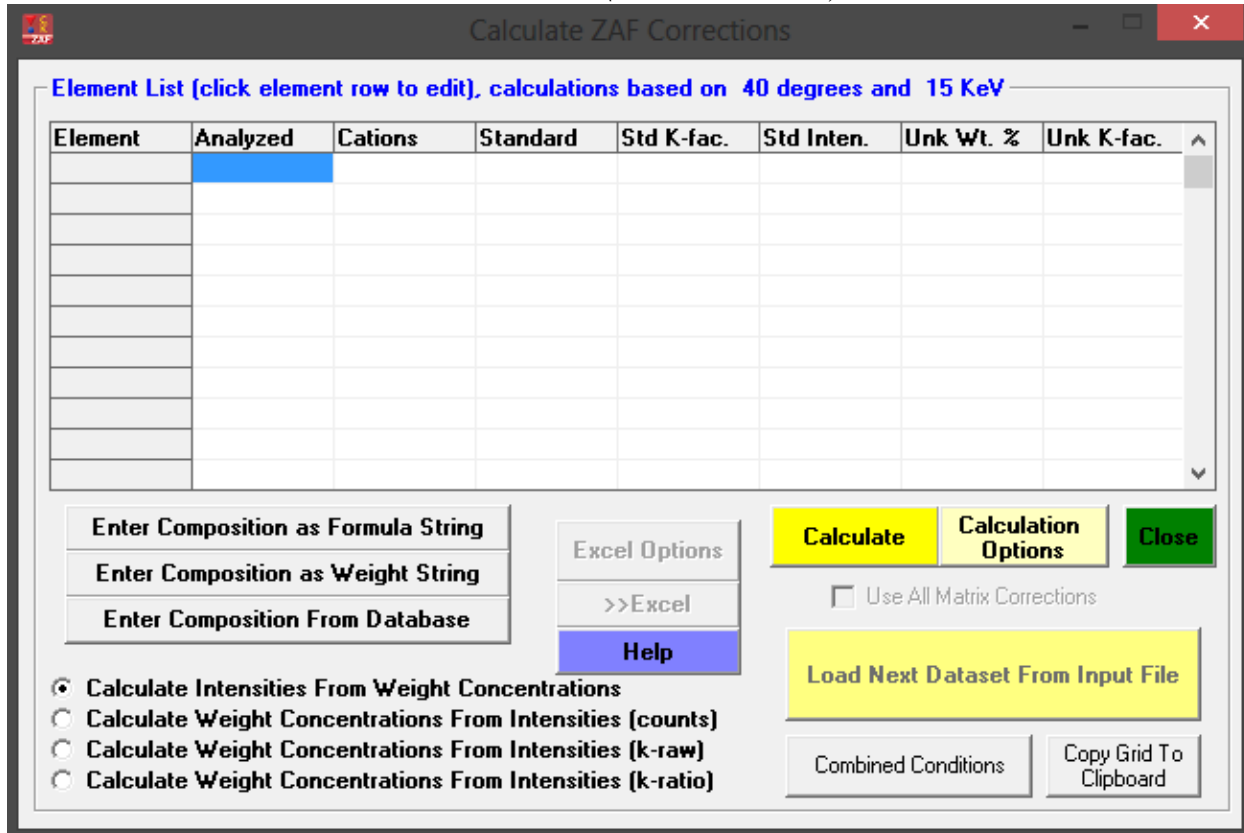 Calculate ZAF Corrections
ZAF
Element List (click element row to edit), calculations based on 40 degrees and 15 KeV
Element Analyzed Cations Standard Std K-fac. Std Inten. Unk Wt. % Unk K-fac.
Enter Composition as Formula String
Enter Composition as Weight String
Enter Composition From Database
Excel Options
>>Excel
Help
Calculate
Calculation
Options
Close
Use All Matrix Corrections
Load Next Dataset From Input File
Calculate Intensities From Weight Concentrations
Calculate Weight Concentrations From Intensities (counts)
Calculate Weight Concentrations From Intensities (k-raw)
Calculate Weight Concentrations From Intensities (k-ratio)
Combined Conditions
Copy Grid To
Clipboard